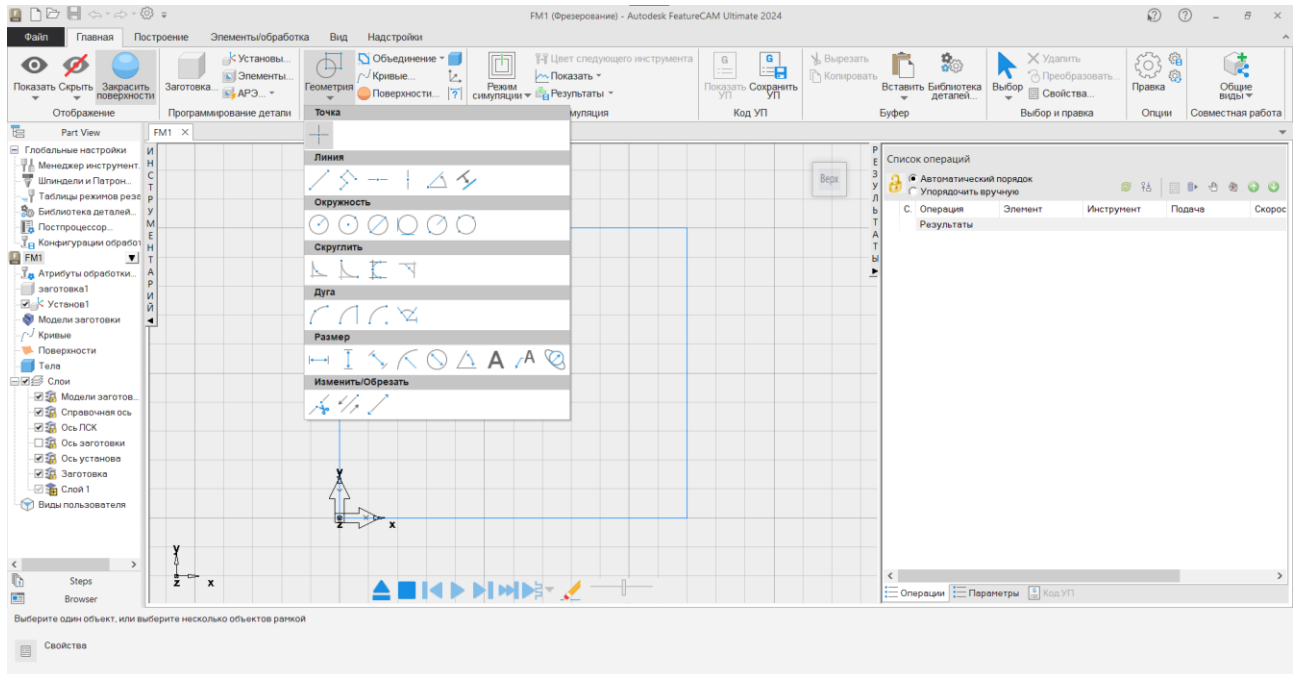 FM1 (Фрезерование) - Autodesk FeatureCAM Ultimate 2024
Файл Главная Построение Элементы/обработка Вид Надстройки
Показать Скрыть Закрасить поверхности
Отображение
Заготовка... Установы... Элементы... АРЭ...
Программирование детали
Геометрия Объединение Кривые... Поверхности...
Режим симуляции Цвет следующего инструмента Показать Результаты
муляция
Показать УП Сохранить УП
Код УП
Вырезать Копировать Вставить Библиотека деталей...
Буфер
Выбор Удалить Преобразовать... Свойства...
Выбор и правка
Правка
Опции
Общие виды
Совместная работа
Part View
FM1
Глобальные настройки
Менеджер инструмент.
Шпиндели и Патрон...
Таблицы режимов реза
Библиотека деталей...
Постпроцессор...
Конфигурации обработ
FM1
Атрибуты обработки...
заготовка1
Установ1
Модели заготовки
Кривые
Поверхности
Тела
Слои
Модели заготов...
Справочная ось
Ось ПСК
Ось заготовки
Ось установа
Заготовка
Слой 1
Виды пользователя
Steps
Browser
ИНСТРУМЕНТАРИЙ
Точка
Линия
Окружность
Скруглить
Дуга
Размер
A A
Изменить/Обрезать
Верх
y
z x
y
z x
РЕЗУЛЬТАТЫ
Список операций
Автоматический порядок
Упорядочить вручную
С. Операция Элемент Инструмент Подача Скорос
Результаты
Операции Параметры Код УП
Выберите один объект, или выберите несколько объектов рамкой
Свойства